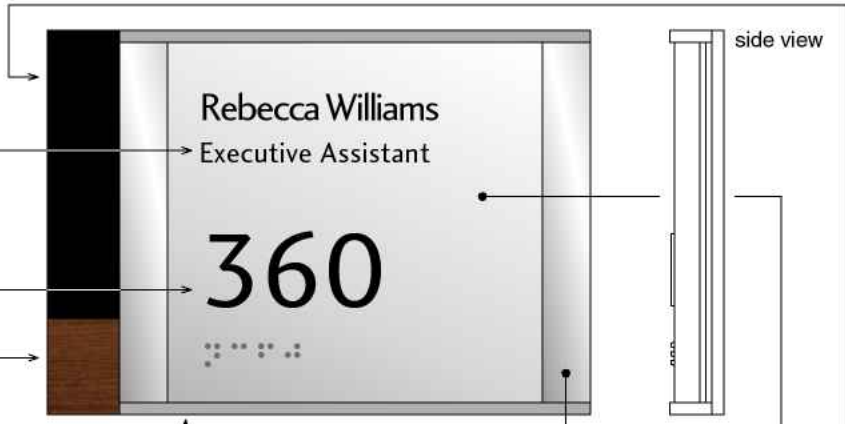 side view
Rebecca Williams
Executive Assistant
360
⠼⠉⠋⠚